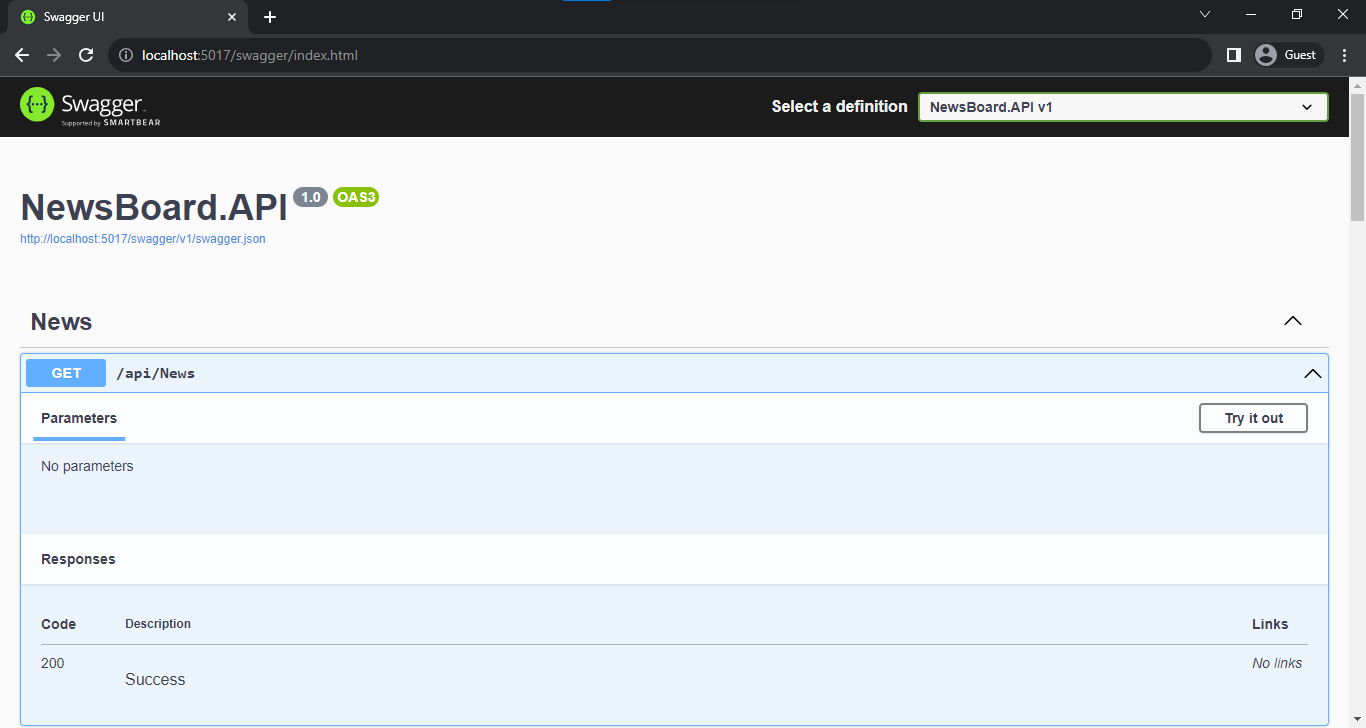 Swagger UI
localhost:5017/swagger/index.html
Guest
Swagger.
Supported by SMARTBEAR
Select a definition
NewsBoard.API v1
NewsBoard.API 1.0 OAS3
http://localhost:5017/swagger/v1/swagger.json
News
GET /api/News
Parameters
Try it out
No parameters
Responses
Code Description Links
200 No links
Success